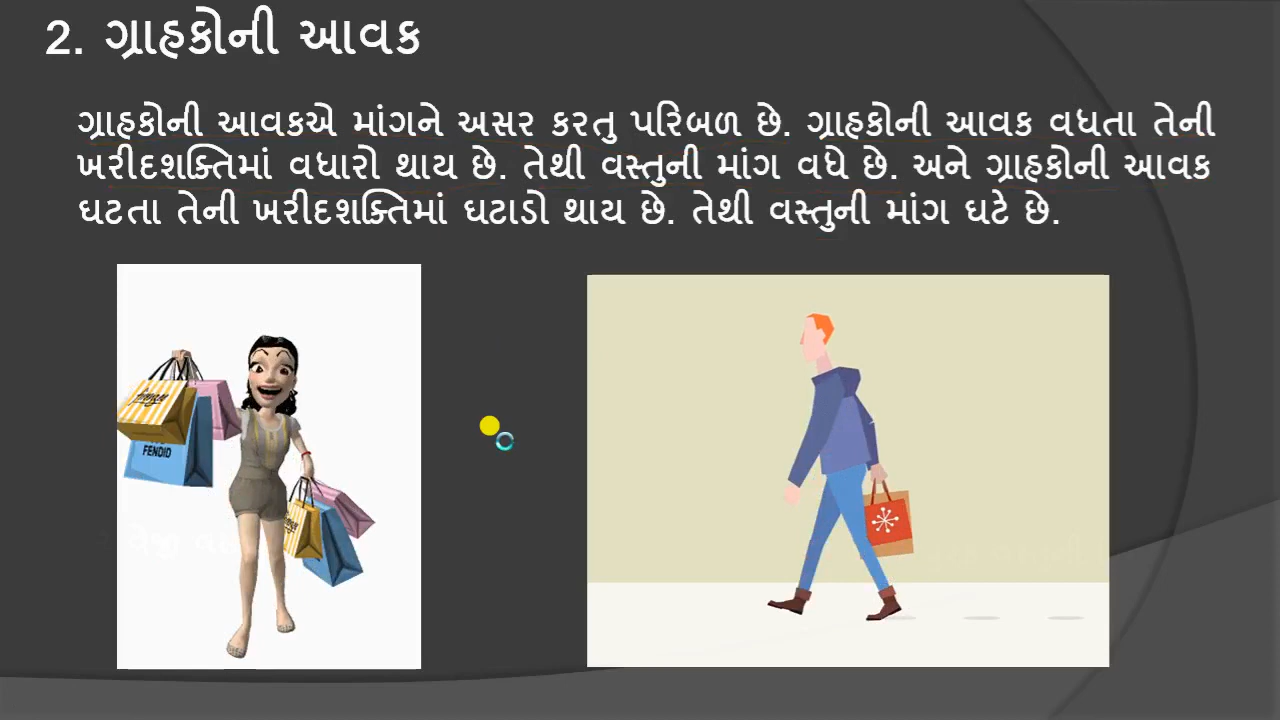 2. ગ્રાહકોની આવક
ગ્રાહકોની આવકએ માંગને અસર કરતુ પરિબળ છે. ગ્રાહકોની આવક વધતા તેની
ખરીદશક્તિમાં વધારો થાય છે. તેથી વસ્તુની માંગ વધે છે. અને ગ્રાહકોની આવક
ઘટતા તેની ખરીદશક્તિમાં ઘટાડો થાય છે. તેથી વસ્તુની માંગ ઘટે છે.
FENDID